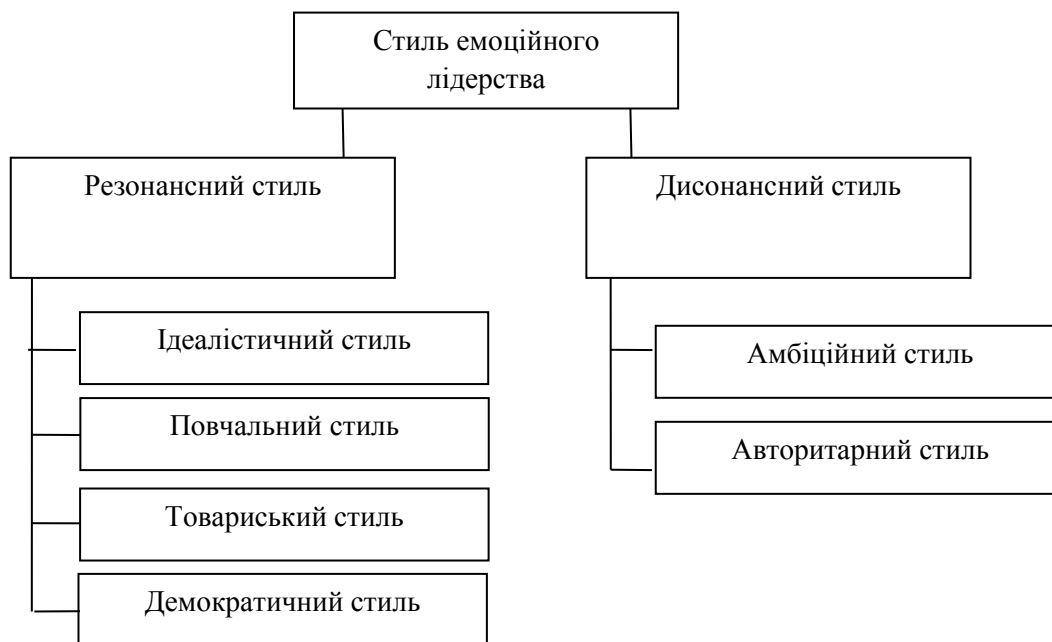 Стиль емоційного
лідерства
Резонансний стиль
Дисонансний стиль
Ідеалістичний стиль
Повчальний стиль
Товариський стиль
Демократичний стиль
Амбіційний стиль
Авторитарний стиль